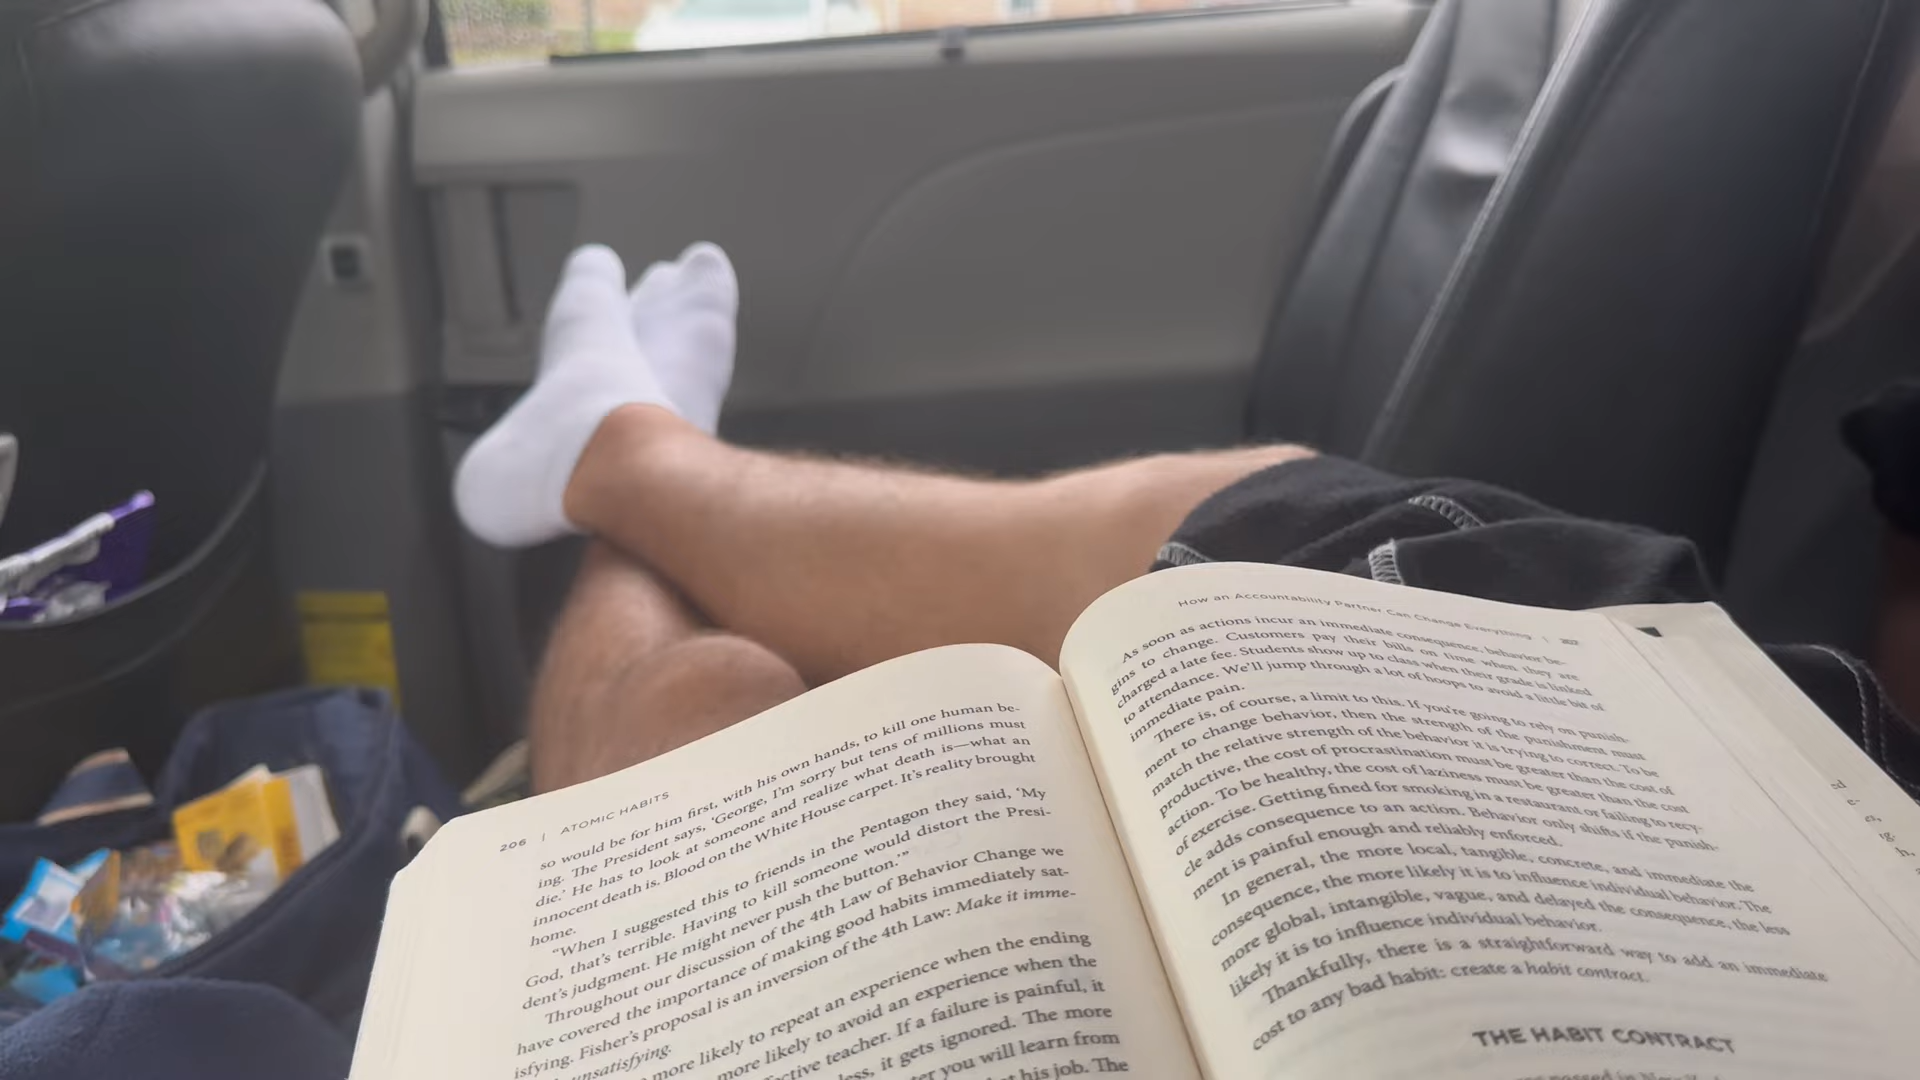 206 | ATOMIC HABITS
so would be for him first, with his own hands, to kill one human be-
ing. The President says, 'George, I'm sorry but tens of millions must
die.' He has to look at someone and realize what death is—what an
innocent death is. Blood on the White House carpet. It's reality brought
home.
"When I suggested this to friends in the Pentagon they said, 'My
God, that's terrible. Having to kill someone would distort the Presi-
dent's judgment. He might never push the button.'"
Throughout our discussion of the 4th Law of Behavior Change we
have covered the importance of making good habits immediately sat-
isfying. Fisher's proposal is an inversion of the 4th Law: Make it imme-
unsatisfying.
more likely to repeat an experience when the ending
more likely to avoid an experience when the
ective teacher. If a failure is painful, it
less, it gets ignored. The more
ter you will learn from
his job. The
How an Accountability Partner Can Change Everything | 207
As soon as actions incur an immediate consequence, behavior be-
gins to change. Customers pay their bills on time when they are
charged a late fee. Students show up to class when their grade is linked
to attendance. We'll jump through a lot of hoops to avoid a little bit of
immediate pain.
There is, of course, a limit to this. If you're going to rely on punish-
ment to change behavior, then the strength of the punishment must
match the relative strength of the behavior it is trying to correct. To be
productive, the cost of procrastination must be greater than the cost of
action. To be healthy, the cost of laziness must be greater than the cost
of exercise. Getting fined for smoking in a restaurant or failing to recy-
cle adds consequence to an action. Behavior only shifts if the punish-
ment is painful enough and reliably enforced.
In general, the more local, tangible, concrete, and immediate the
consequence, the more likely it is to influence individual behavior. The
more global, intangible, vague, and delayed the consequence, the less
likely it is to influence individual behavior.
Thankfully, there is a straightforward way to add an immediate
cost to any bad habit: create a habit contract.
THE HABIT CONTRACT
passed in New York